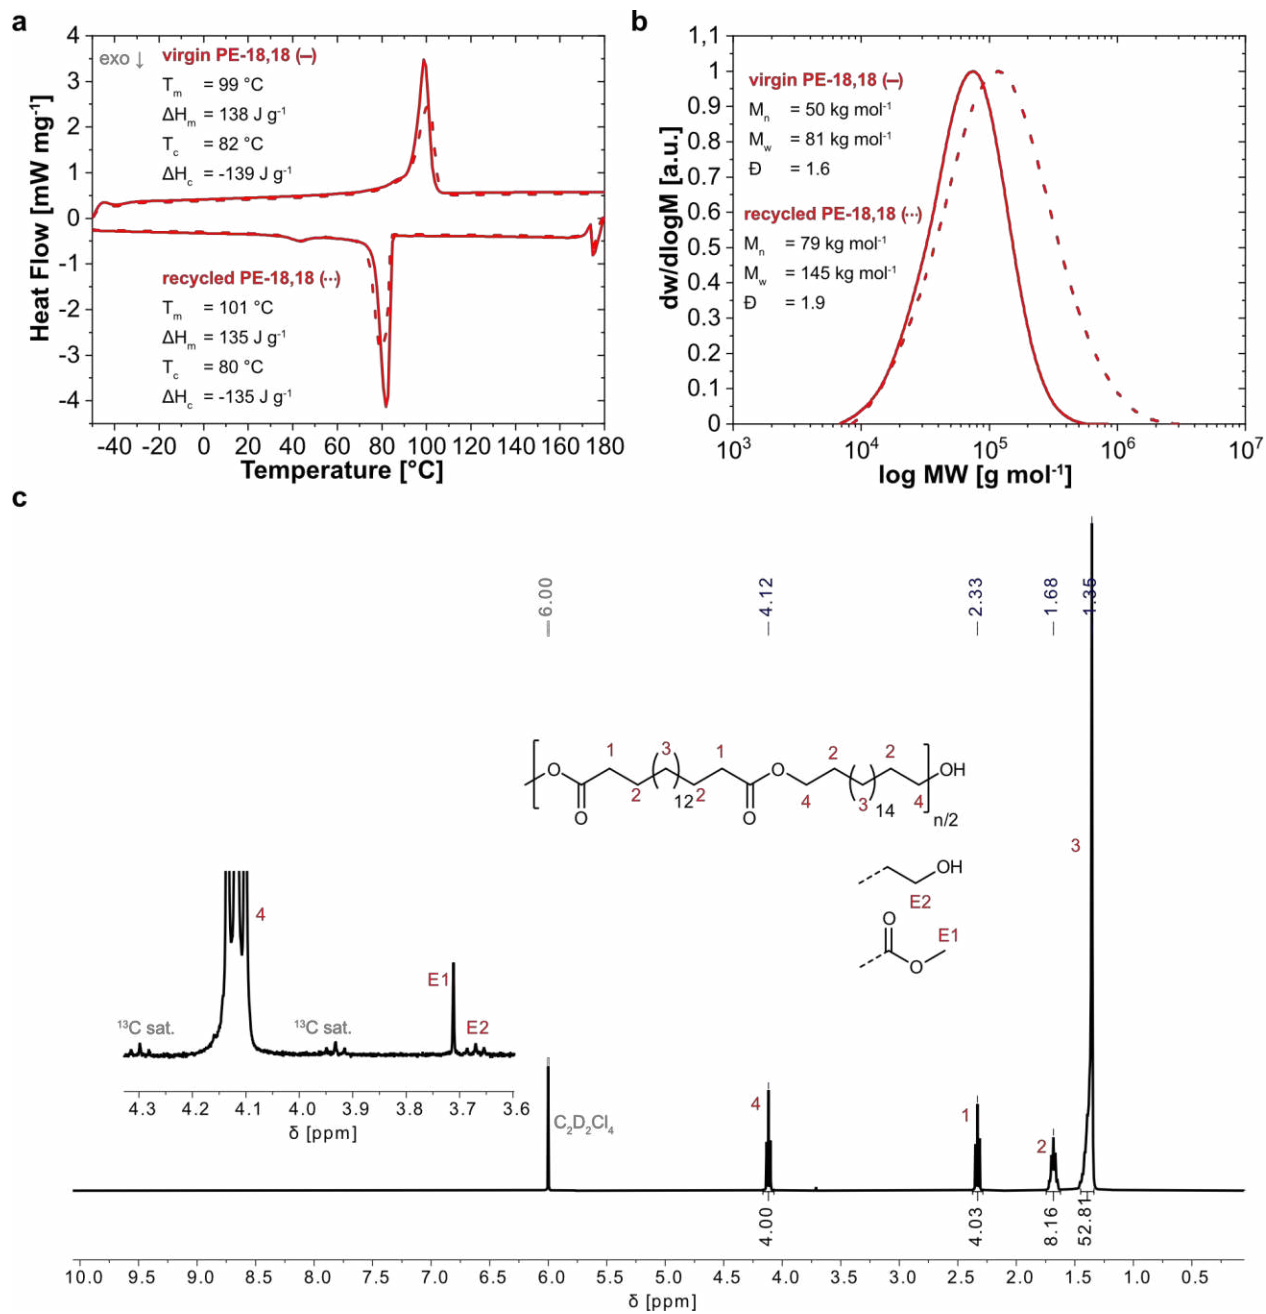 a
exo ↓
virgin PE-18,18 (–)
Tm = 99 °C
ΔHm = 138 J g-1
Tc = 82 °C
ΔHc = -139 J g-1
recycled PE-18,18 (···)
Tm = 101 °C
ΔHm = 135 J g-1
Tc = 80 °C
ΔHc = -135 J g-1
Heat Flow [mW mg-1]
4
3
2
1
0
-1
-2
-3
-4
-40 -20 0 20 40 60 80 100 120 140 160 180
Temperature [°C]
b
virgin PE-18,18 (–)
Mn = 50 kg mol-1
Mw = 81 kg mol-1
Đ = 1.6
recycled PE-18,18 (···)
Mn = 79 kg mol-1
Mw = 145 kg mol-1
Đ = 1.9
dw/dlogM [a.u.]
1,1
1
0.9
0.8
0.7
0.6
0.5
0.4
0.3
0.2
0.1
0
10^3 10^4 10^5 10^6 10^7
log MW [g mol-1]
c
6.00
4.12
2.33
1.68
1.35
1 3 1 2 2
O O OH
2 12 2 4 3 14 4
O O n/2
OH
E2
O
E1
O
3
4
E1
E2
13C sat.
13C sat.
4.3 4.2 4.1 4.0 3.9 3.8 3.7 3.6
δ [ppm]
C2D2Cl4
4
1
2
4.00
4.03
8.16
52.81
10.0 9.5 9.0 8.5 8.0 7.5 7.0 6.5 6.0 5.5 5.0 4.5 4.0 3.5 3.0 2.5 2.0 1.5 1.0 0.5
δ [ppm]